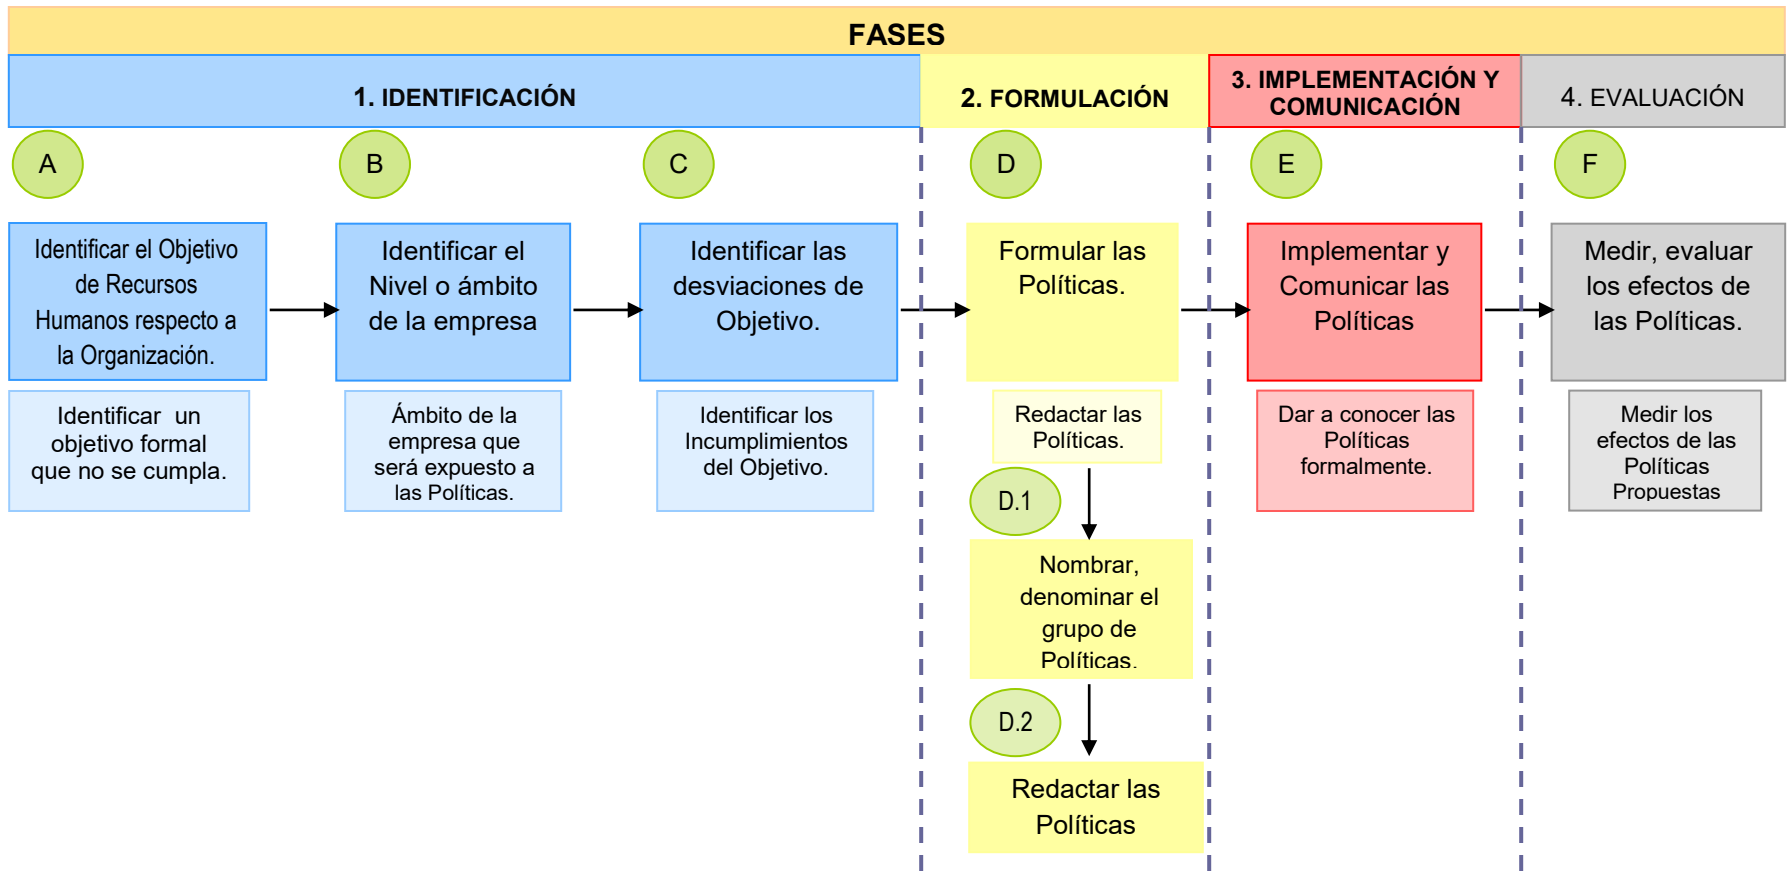 FASES
1. IDENTIFICACIÓN
2. FORMULACIÓN
3. IMPLEMENTACIÓN Y
COMUNICACIÓN
4. EVALUACIÓN
A
B
C
D
E
F
Identificar el Objetivo
de Recursos
Humanos respecto a
la Organización.
Identificar el
Nivel o ámbito
de la empresa
Identificar las
desviaciones de
Objetivo.
Formular las
Políticas.
Implementar y
Comunicar las
Políticas
Medir, evaluar
los efectos de
las Políticas.
Identificar un
objetivo formal
que no se cumpla.
Ámbito de la
empresa que
será expuesto a
las Políticas.
Identificar los
Incumplimientos
del Objetivo.
Redactar las
Políticas.
Dar a conocer las
Políticas
formalmente.
Medir los
efectos de las
Políticas
Propuestas
D.1
Nombrar,
denominar el
grupo de
Políticas.
D.2
Redactar las
Políticas